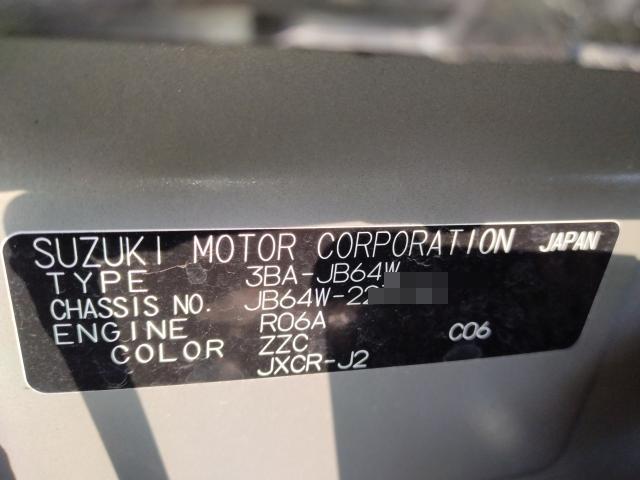 SUZUKI MOTOR CORPORATION JAPAN
TYPE 3BA-JB64W
CHASSIS NO. JB64W-22
ENGINE R06A C06
COLOR ZZC
JXCR-J2